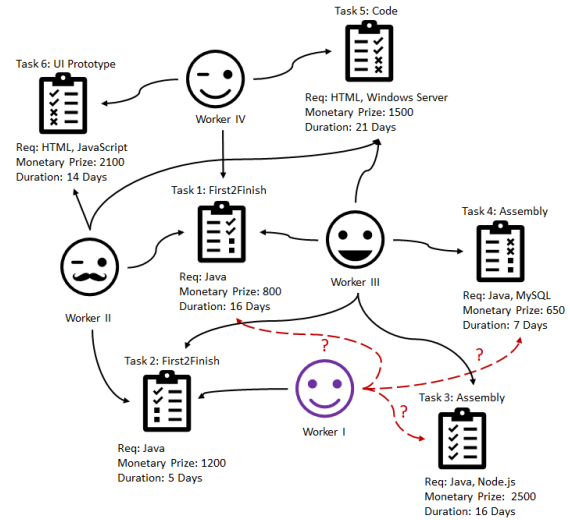 Task 5: Code
Task 6: UI Prototype
Worker IV
Req: HTML, Windows Server
Monetary Prize: 1500
Duration: 21 Days
Req: HTML, JavaScript
Monetary Prize: 2100
Duration: 14 Days
Task 1: First2Finish
Task 4: Assembly
Req: Java
Monetary Prize: 800
Duration: 16 Days
Worker III
Worker II
Req: Java, MySQL
Monetary Prize: 650
Duration: 7 Days
?
?
Task 2: First2Finish
Task 3: Assembly
?
Worker I
Req: Java
Monetary Prize: 1200
Duration: 5 Days
Req: Java, Node.js
Monetary Prize: 2500
Duration: 16 Days